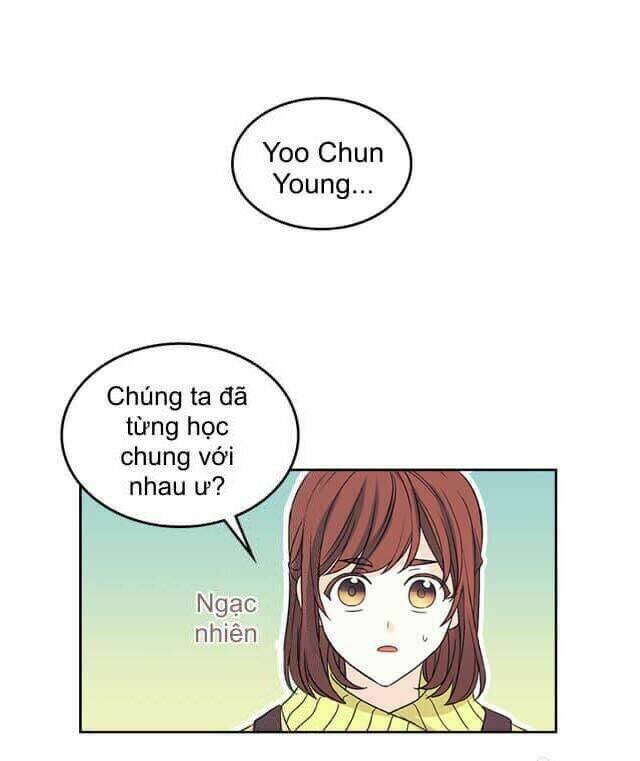 Yoo Chun
Young...
Chúng ta đã
từng học
chung với
nhau ư?
Ngạc
nhiên